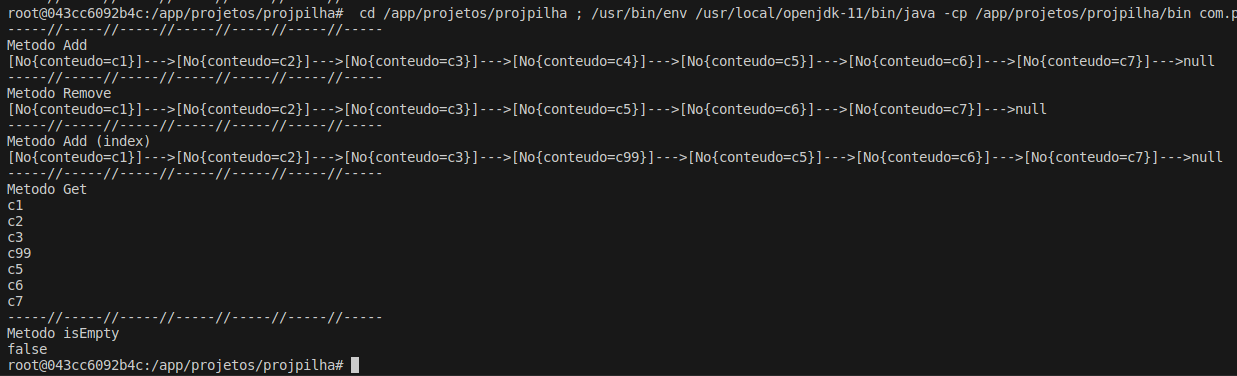 root@043cc6092b4c:/app/projetos/projpilha#  cd /app/projetos/projpilha ; /usr/bin/env /usr/local/openjdk-11/bin/java -cp /app/projetos/projpilha/bin com.p
-----//-----//-----//-----//-----//-----//-----
Metodo Add
[No{conteudo=c1}]--->[No{conteudo=c2}]--->[No{conteudo=c3}]--->[No{conteudo=c4}]--->[No{conteudo=c5}]--->[No{conteudo=c6}]--->[No{conteudo=c7}]--->null
-----//-----//-----//-----//-----//-----//-----
Metodo Remove
[No{conteudo=c1}]--->[No{conteudo=c2}]--->[No{conteudo=c3}]--->[No{conteudo=c5}]--->[No{conteudo=c6}]--->[No{conteudo=c7}]--->null
-----//-----//-----//-----//-----//-----//-----
Metodo Add (index)
[No{conteudo=c1}]--->[No{conteudo=c2}]--->[No{conteudo=c3}]--->[No{conteudo=c99}]--->[No{conteudo=c5}]--->[No{conteudo=c6}]--->[No{conteudo=c7}]--->null
-----//-----//-----//-----//-----//-----//-----
Metodo Get
c1
c2
c3
c99
c5
c6
c7
-----//-----//-----//-----//-----//-----//-----
Metodo isEmpty
false
root@043cc6092b4c:/app/projetos/projpilha#